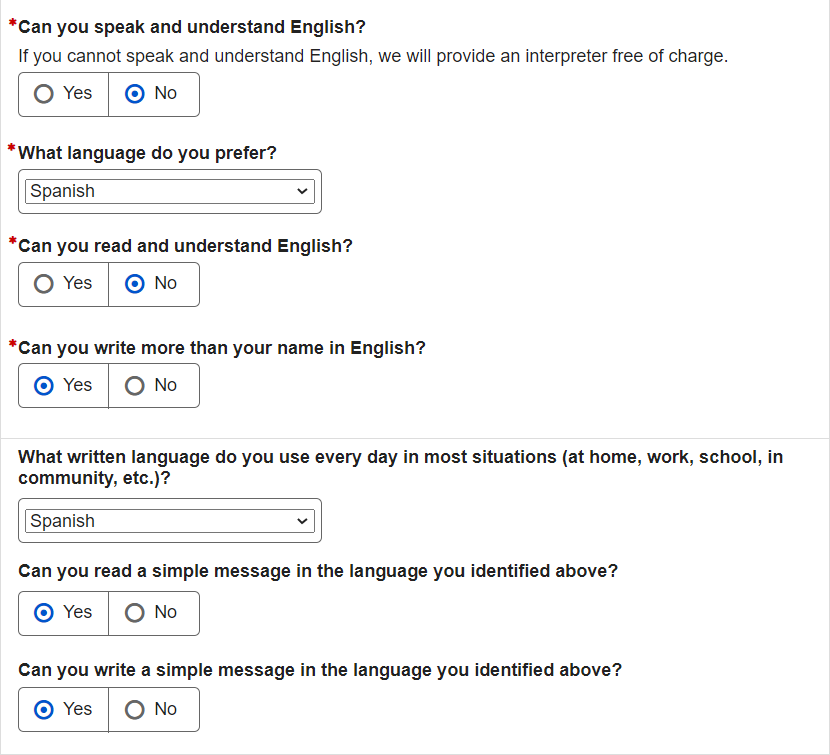 *Can you speak and understand English?
If you cannot speak and understand English, we will provide an interpreter free of charge.
Yes No
*What language do you prefer?
Spanish
*Can you read and understand English?
Yes No
*Can you write more than your name in English?
Yes No
What written language do you use every day in most situations (at home, work, school, in
community, etc.)?
Spanish
Can you read a simple message in the language you identified above?
Yes No
Can you write a simple message in the language you identified above?
Yes No